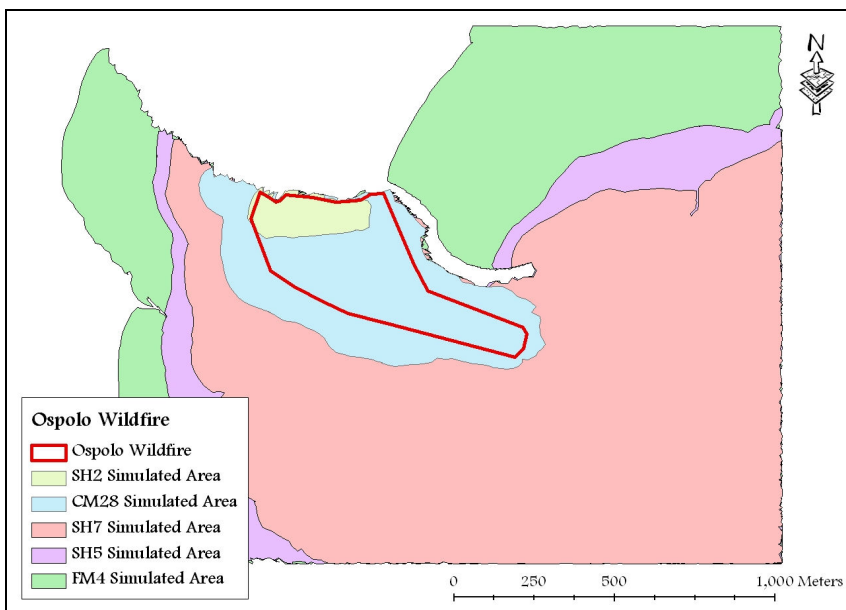 N
Ospolo Wildfire
Ospolo Wildfire
SH2 Simulated Area
CM28 Simulated Area
SH7 Simulated Area
SH5 Simulated Area
FM4 Simulated Area
0 250 500 1,000 Meters